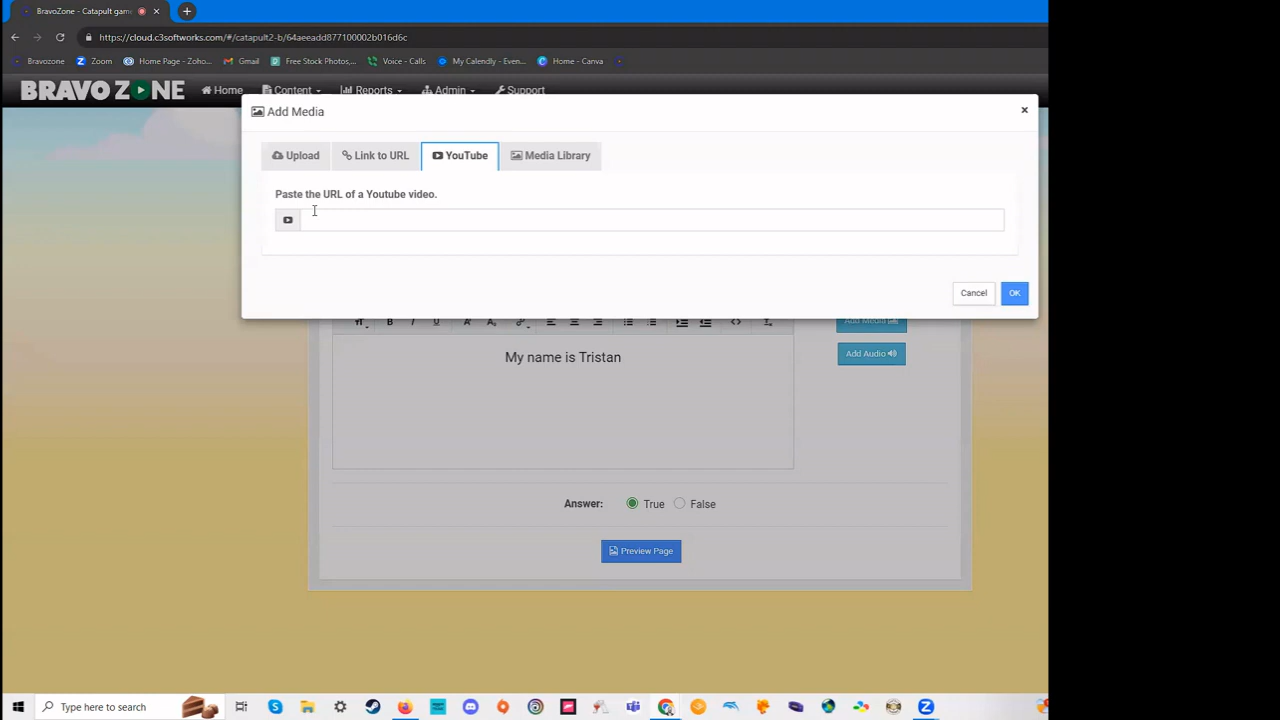 BravoZone - Catapult gam
https://cloud.c3softworks.com/#/catapult2-b/64aeeadd877100002b016d6c
Bravozone Zoom Home Page - Zoho... Gmail Free Stock Photos,... Voice - Calls My Calendly - Even... Home - Canva
BRAVO ZONE Home Content Reports Admin Support
Add Media
Upload Link to URL YouTube Media Library
Paste the URL of a Youtube video.
Cancel OK
Add Media
Add Audio
My name is Tristan
Answer: True False
Preview Page
Type here to search